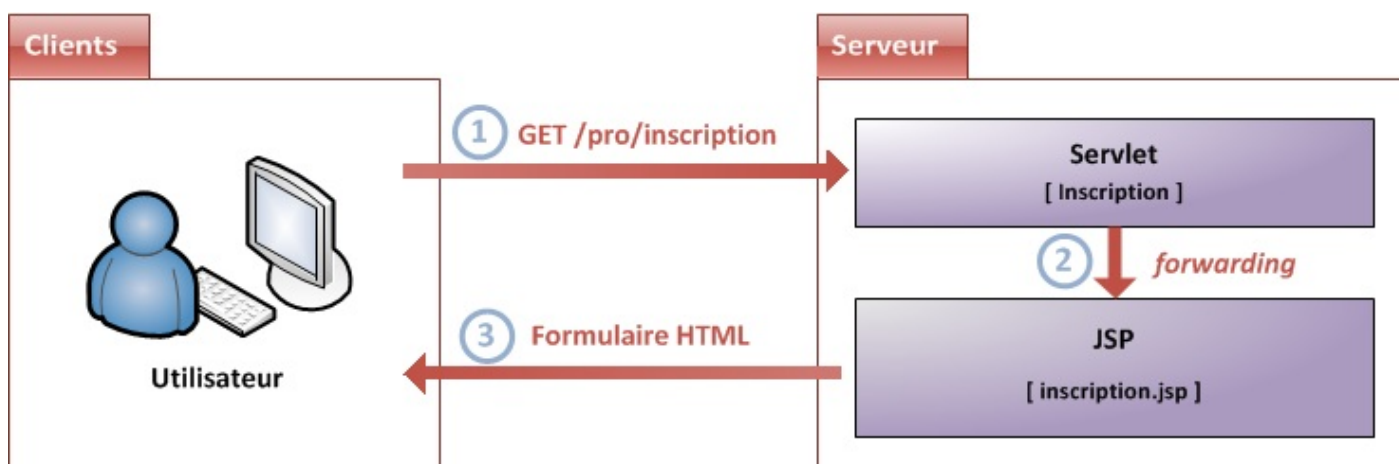 Clients
Serveur
1 GET /pro/inscription
Servlet
[ Inscription ]
2 forwarding
3 Formulaire HTML
JSP
[ inscription.jsp ]
Utilisateur